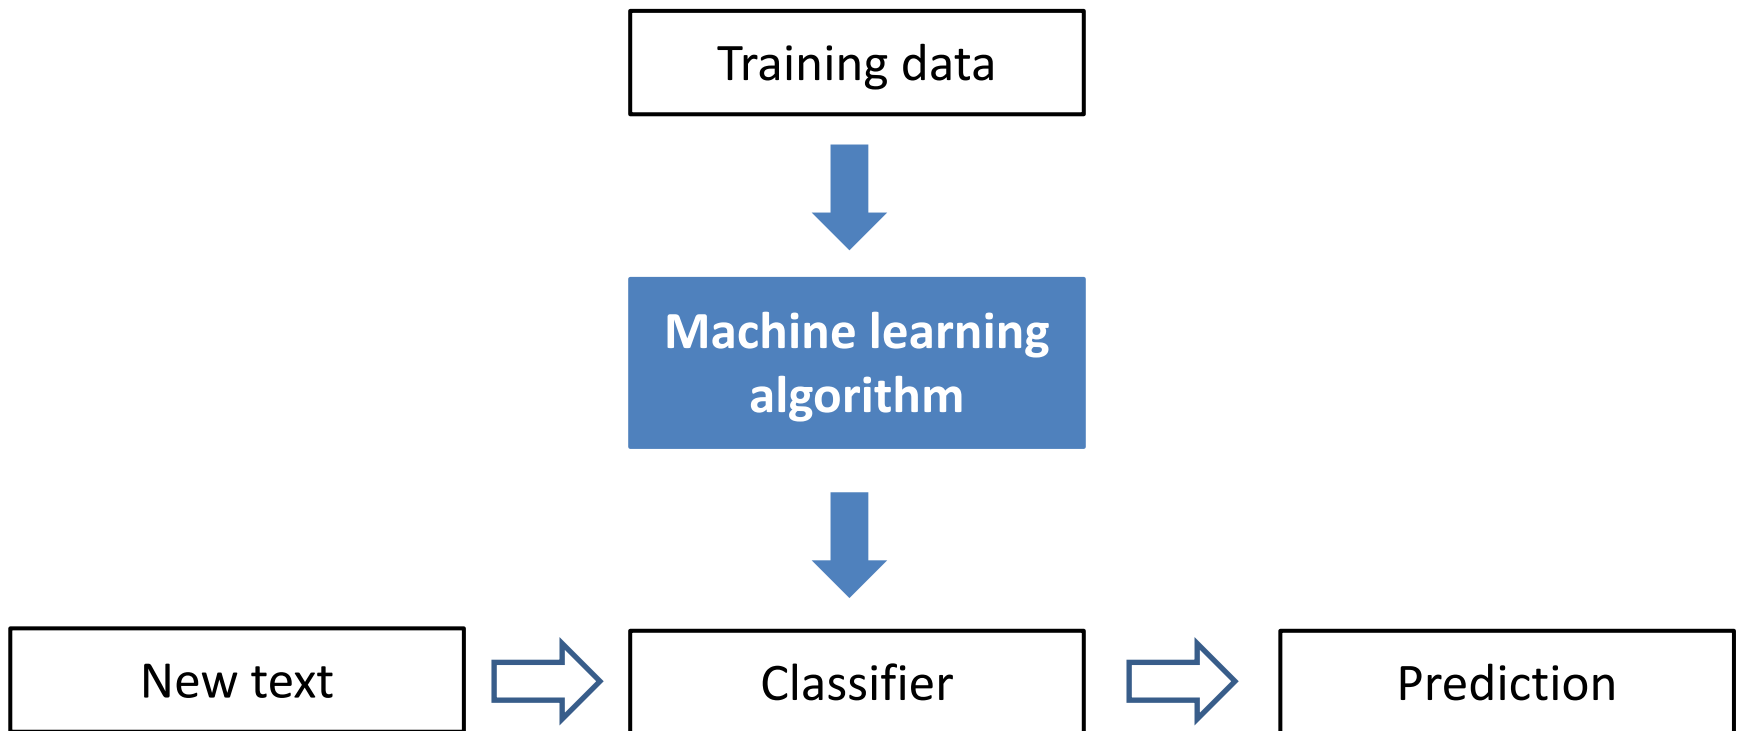 Training data
Machine learning
algorithm
New text
Classifier
Prediction